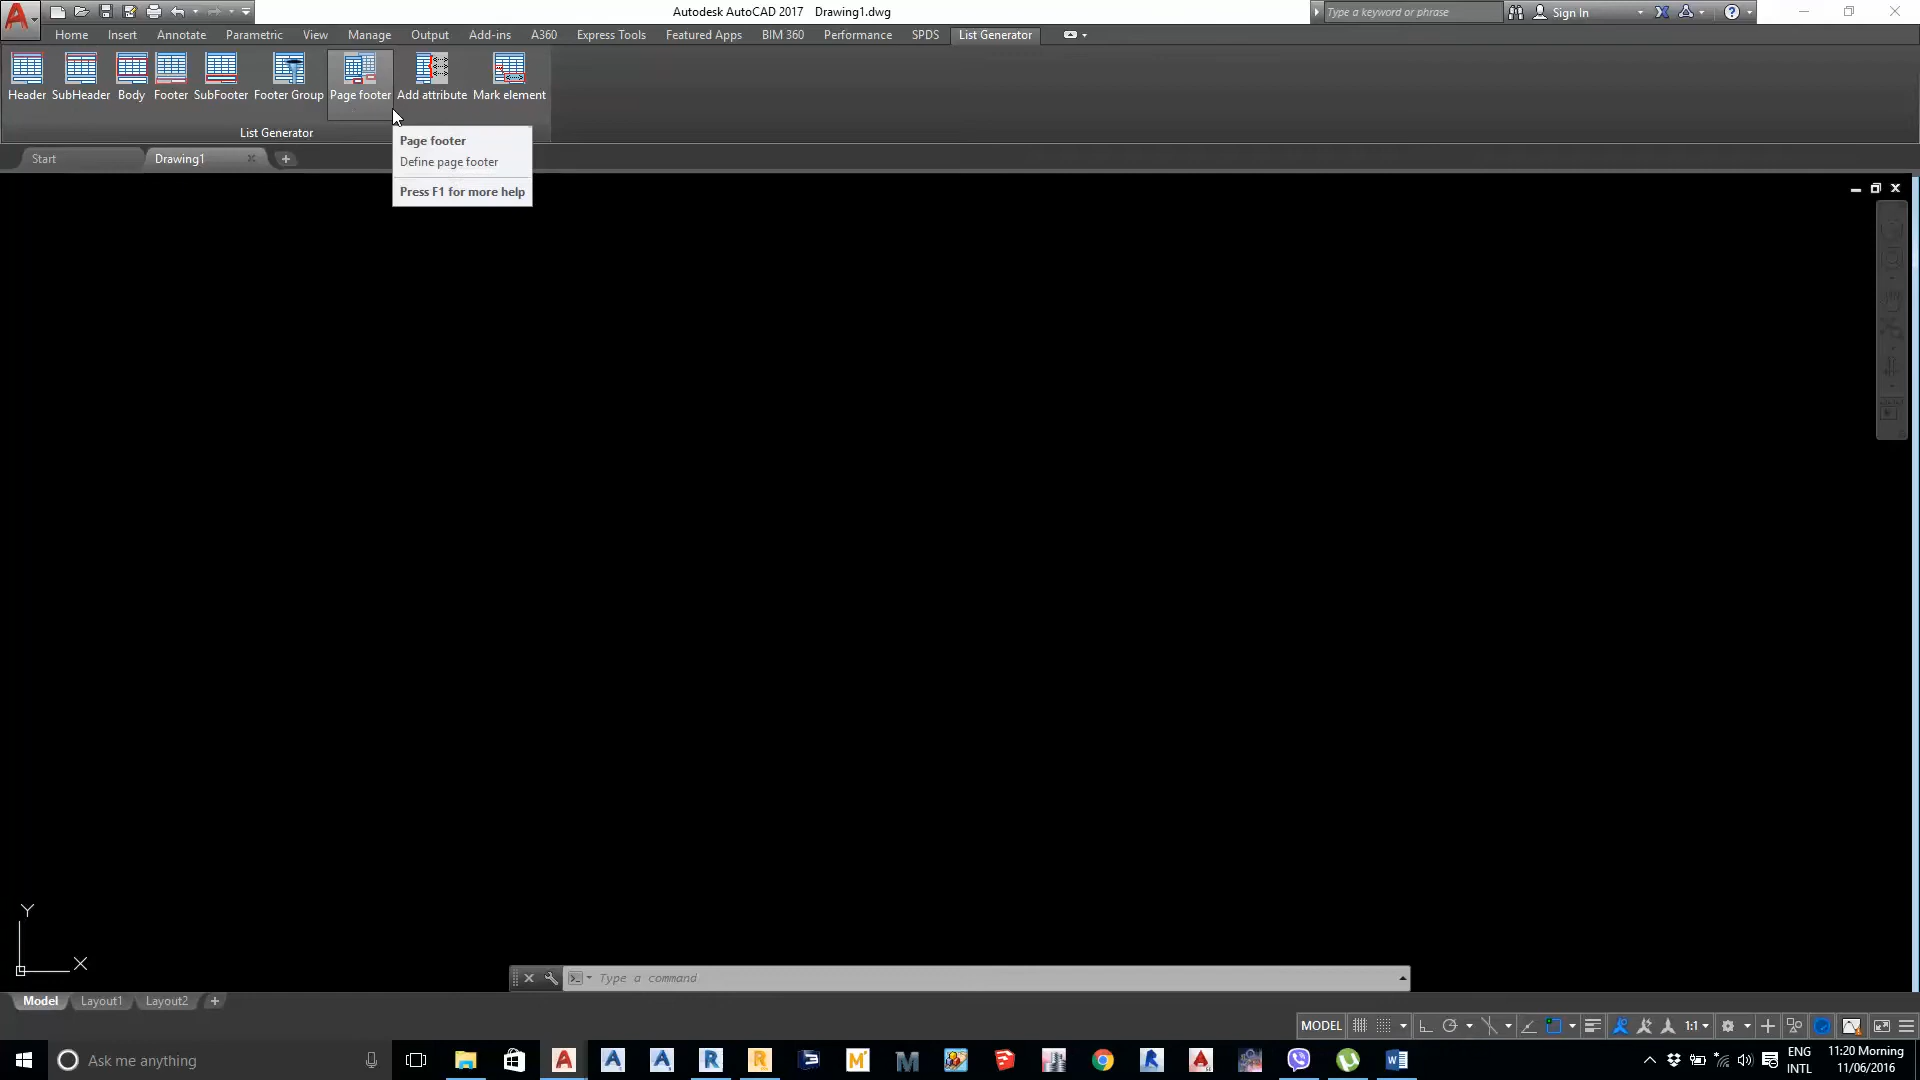 Autodesk AutoCAD 2017 Drawing1.dwg
Type a keyword or phrase
Sign In
Home Insert Annotate Parametric View Manage Output Add-ins A360 Express Tools Featured Apps BIM 360 Performance SPDS List Generator
Header SubHeader Body Footer SubFooter Footer Group Page footer Add attribute Mark element
List Generator
Start Drawing1
Page footer
Define page footer
Press F1 for more help
Y
X
Type a command
Model Layout1 Layout2
MODEL 1:1
Ask me anything
ENG
INTL
11:20 Morning
11/06/2016